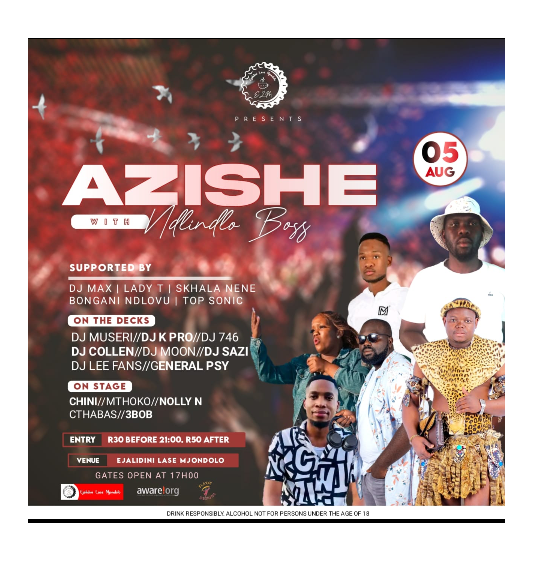 PRESENTS
05
AUG
AZISHE
WITH Ndlindlo Boss
SUPPORTED BY
DJ MAX | LADY T | SKHALA NENE
BONGANI NDLOVU | TOP SONIC
ON THE DECKS
DJ MUSERI//DJ K PRO//DJ 746
DJ COLLEN//DJ MOON//DJ SAZI
DJ LEE FANS//GENERAL PSY
ON STAGE
CHINI//MTHOKO//NOLLY N
CTHABAS//3BOB
ENTRY R30 BEFORE 21:00. R50 AFTER
VENUE EJALIDINI LASE MJONDOLO
GATES OPEN AT 17H00
aware.org
DRINK RESPONSIBLY. ALCOHOL NOT FOR PERSONS UNDER THE AGE OF 18